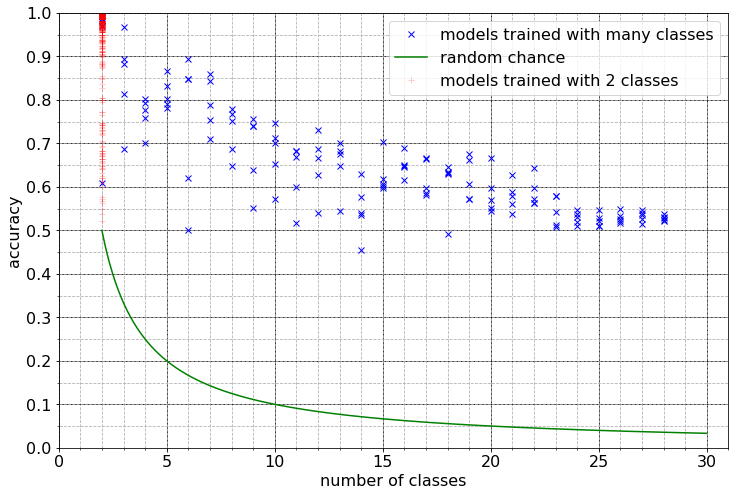 1.0
0.9
0.8
0.7
0.6
0.5
0.4
0.3
0.2
0.1
0.0
accuracy
models trained with many classes
random chance
models trained with 2 classes
0 5 10 15 20 25 30
number of classes